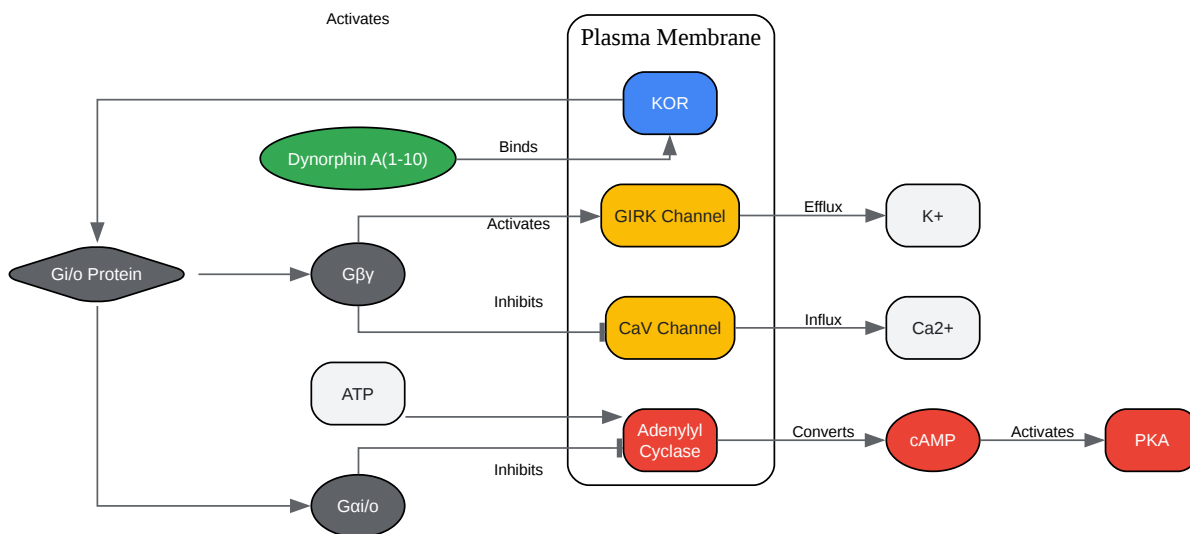 Activates
Plasma Membrane
KOR
Dynorphin A(1-10)
Binds
GIRK Channel
Activates
Efflux
K+
Gi/o Protein
Gβγ
Inhibits
CaV Channel
Influx
Ca2+
ATP
Adenylyl
Cyclase
Converts
cAMP
Activates
PKA
Inhibits
Gαi/o